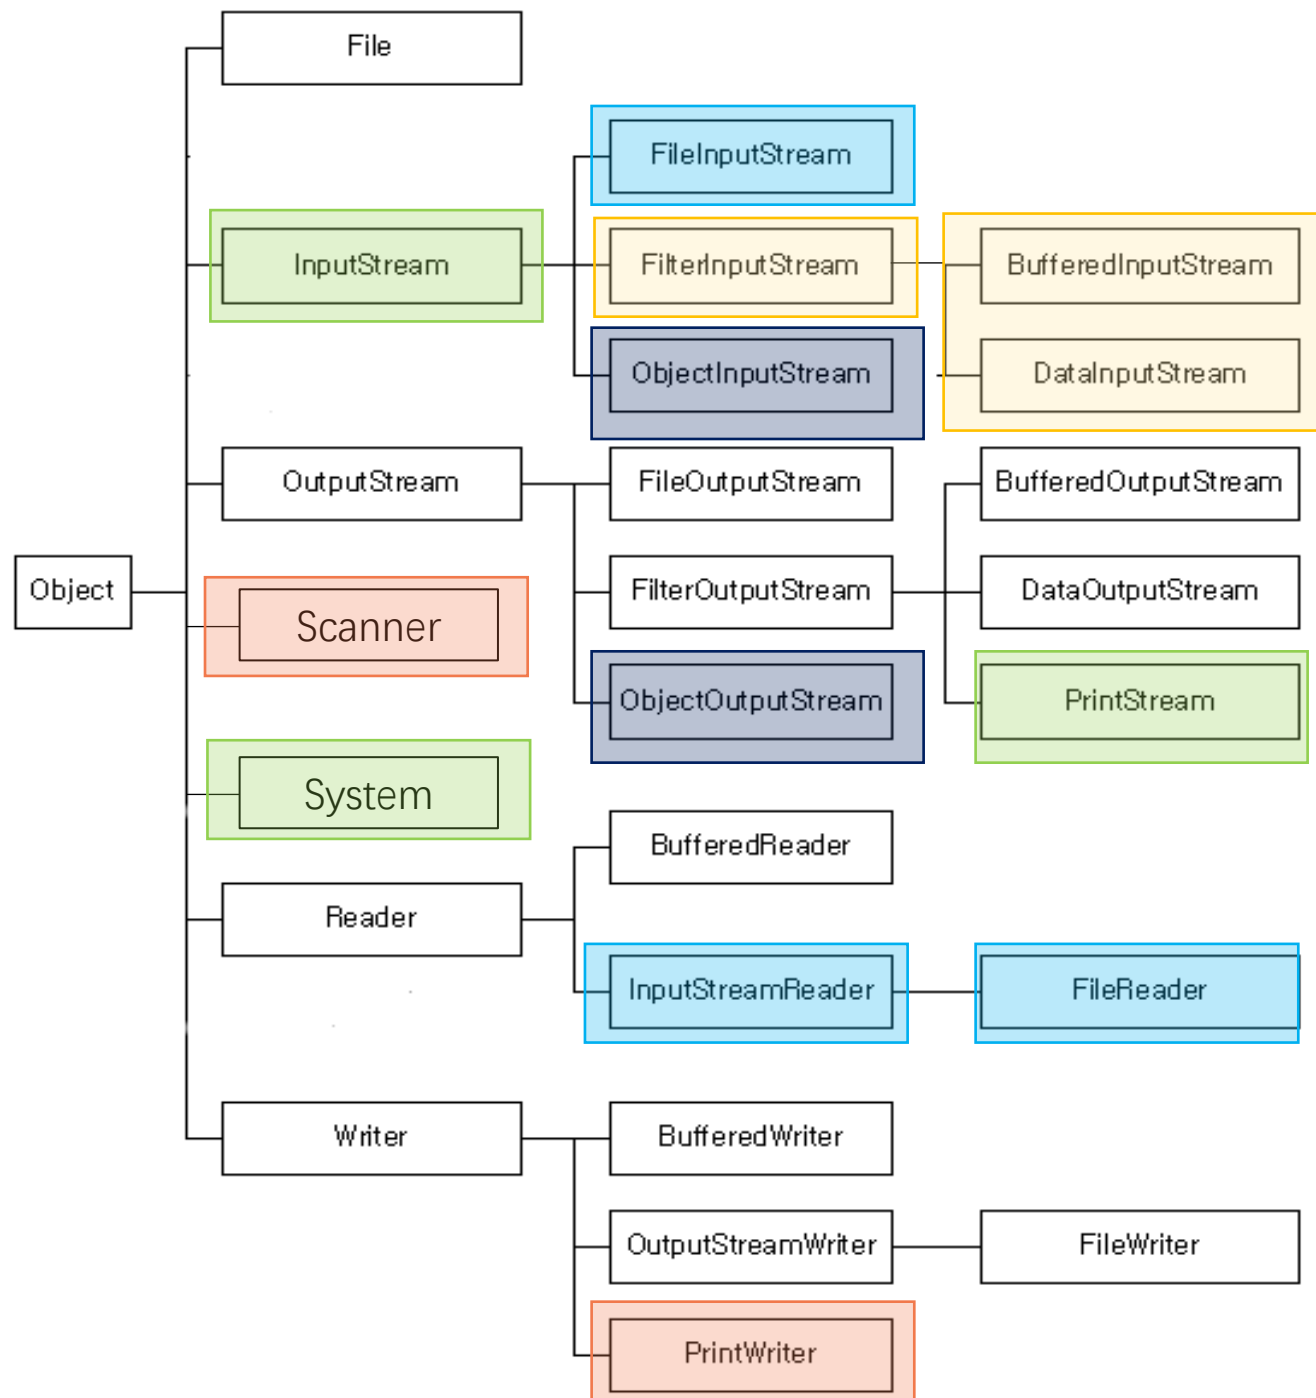 File
FileInputStream
InputStream
FilterInputStream
BufferedInputStream
ObjectInputStream
DataInputStream
OutputStream
FileOutputStream
BufferedOutputStream
Object
Scanner
FilterOutputStream
DataOutputStream
ObjectOutputStream
PrintStream
System
BufferedReader
Reader
InputStreamReader
FileReader
Writer
BufferedWriter
OutputStreamWriter
FileWriter
PrintWriter